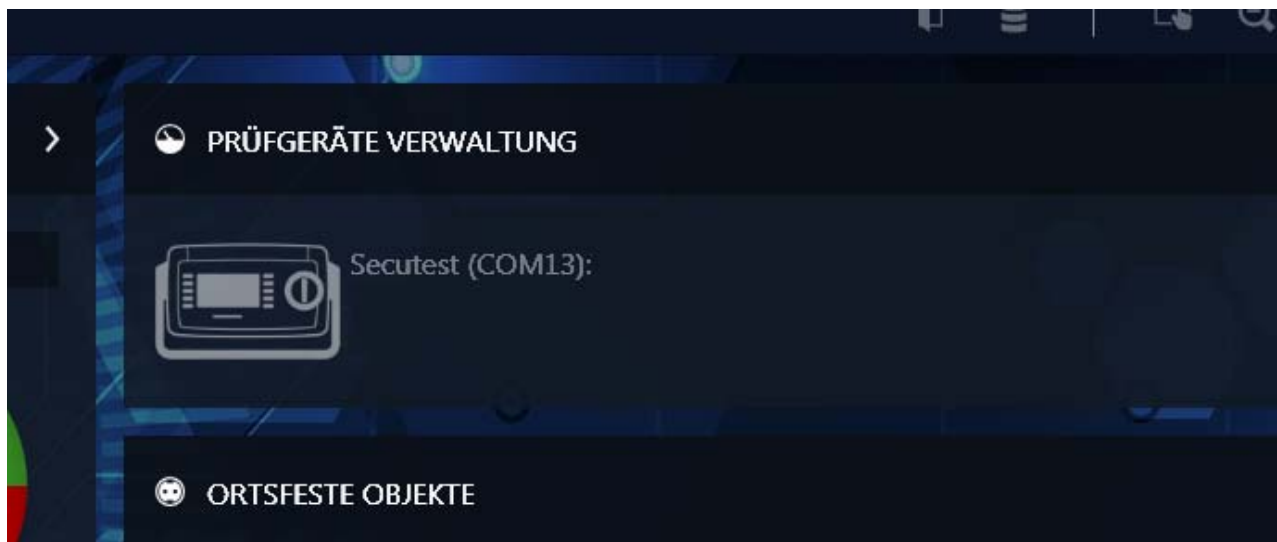 PRÜFGERÄTE VERWALTUNG
Secutest (COM13):
ORTSFESTE OBJEKTE